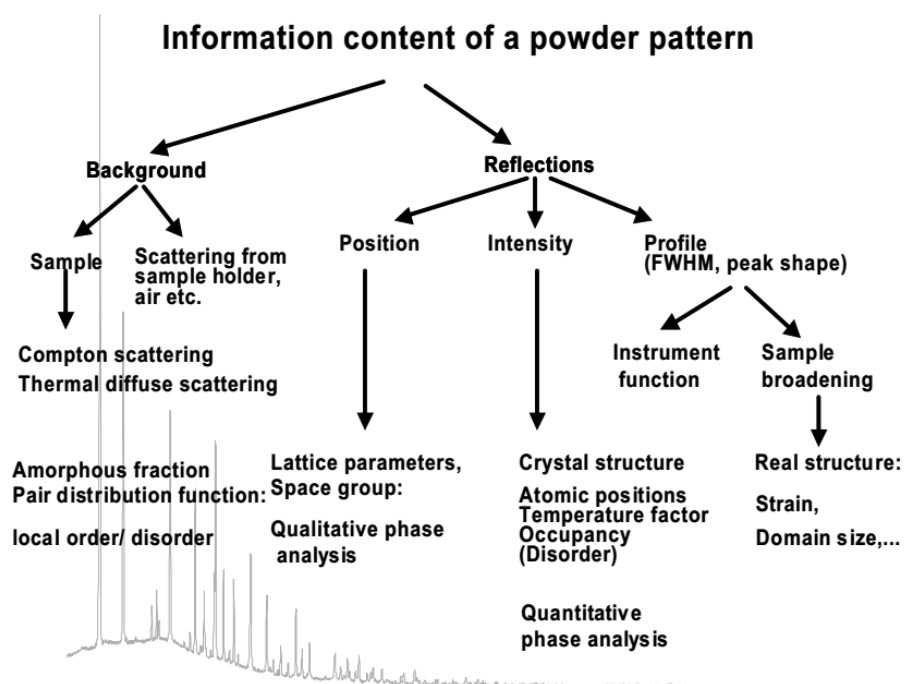 Information content of a powder pattern
Background
Reflections
Sample
Scattering from
sample holder,
air etc.
Position
Intensity
Profile
(FWHM, peak shape)
Compton scattering
Thermal diffuse scattering
Instrument
function
Sample
broadening
Amorphous fraction
Pair distribution function:
local order/ disorder
Lattice parameters,
Space group:
Qualitative phase
analysis
Crystal structure
Atomic positions
Temperature factor
Occupancy
(Disorder)
Quantitative
phase analysis
Real structure:
Strain,
Domain size,...